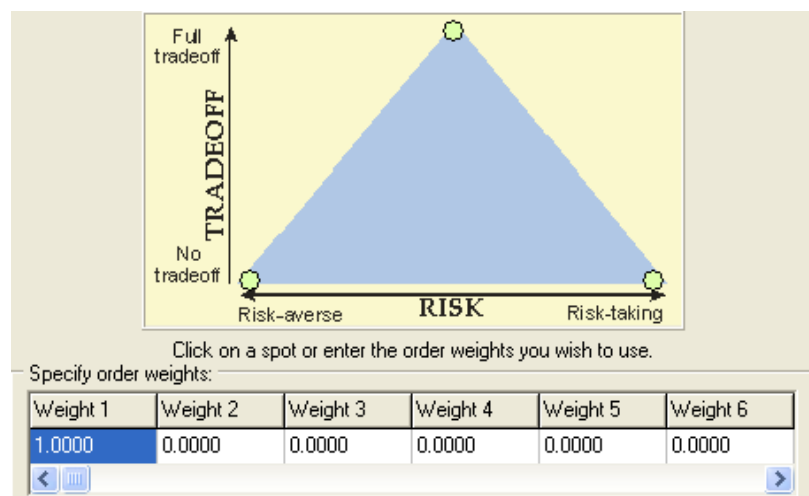 Full
tradeoff
TRADEOFF
No
tradeoff
Risk-averse RISK Risk-taking
Click on a spot or enter the order weights you wish to use.
Specify order weights:
Weight 1 Weight 2 Weight 3 Weight 4 Weight 5 Weight 6
1.0000 0.0000 0.0000 0.0000 0.0000 0.0000